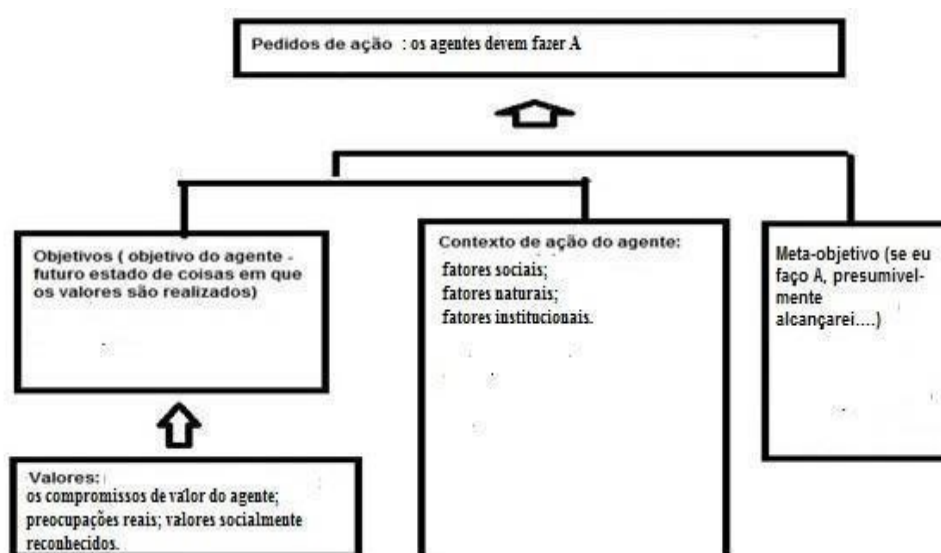 Pedidos de ação : os agentes devem fazer A
Objetivos ( objetivo do agente -
futuro estado de coisas em que
os valores são realizados)
Contexto de ação do agente:
fatores sociais;
fatores naturais;
fatores institucionais.
Meta-objetivo (se eu
faço A, presumivel-
mente
alcançarei....)
Valores:
os compromissos de valor do agente;
preocupações reais; valores socialmente
reconhecidos.